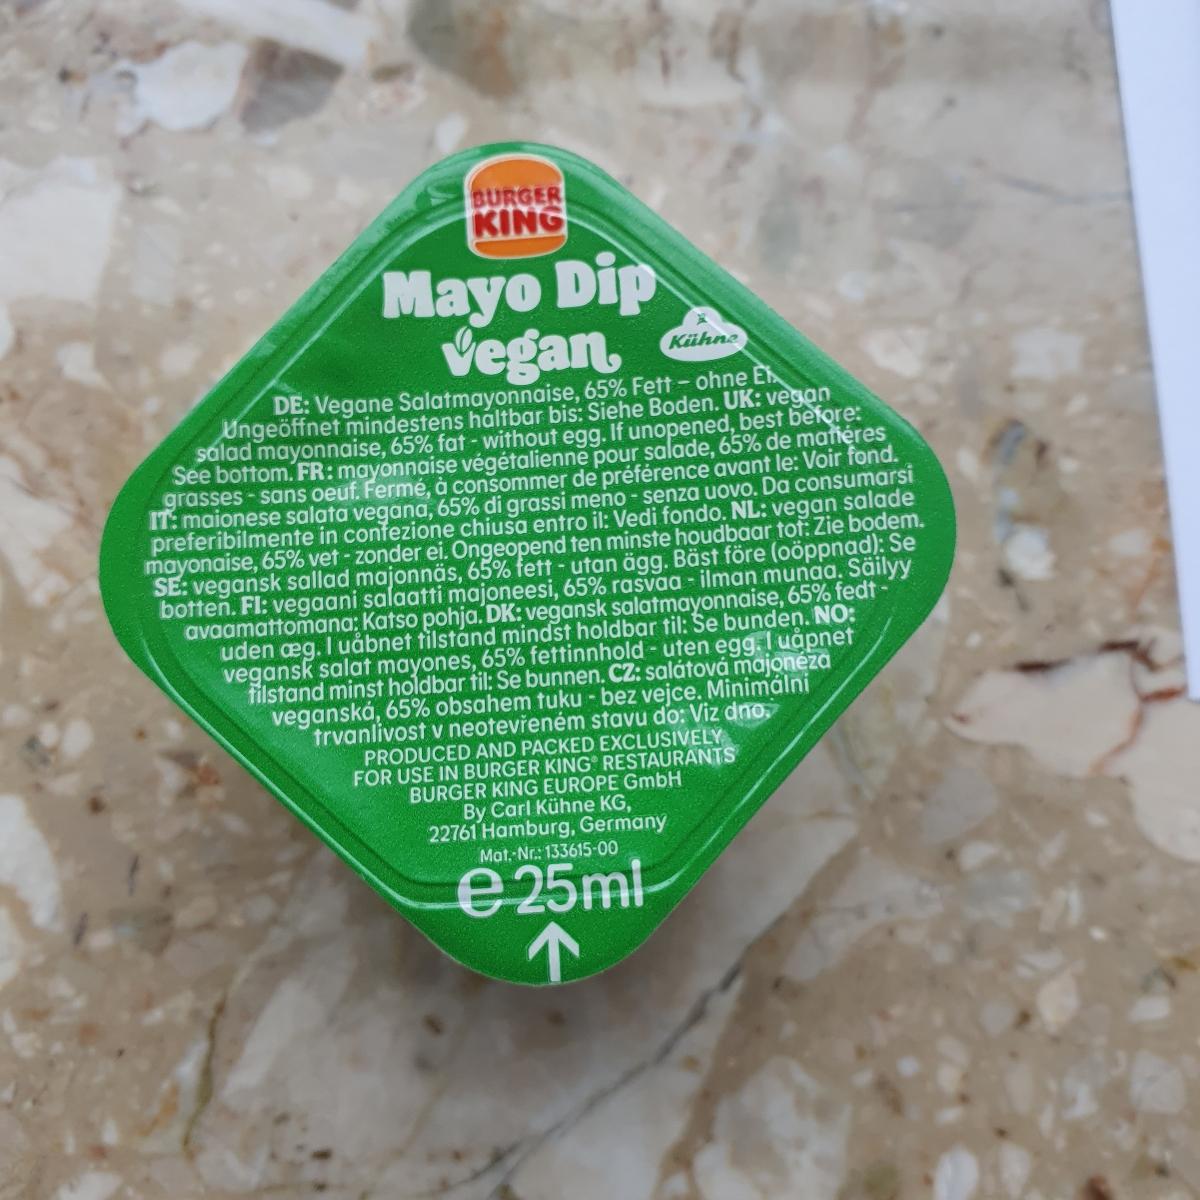 BURGER
KING
Mayo Dip
vegan
Kühne
DE: Vegane Salatmayonnaise, 65% Fett – ohne Ei.
Ungeöffnet mindestens haltbar bis: Siehe Boden. UK: vegan
salad mayonnaise, 65% fat - without egg. If unopened, best before:
See bottom. FR: mayonnaise végétalienne pour salade, 65% de matières
grasses - sans oeuf. Fermé, à consommer de préférence avant le: Voir fond.
IT: maionese salata vegana, 65% di grassi meno - senza uovo. Da consumarsi
preferibilmente in confezione chiusa entro il: Vedi fondo. NL: vegan salade
mayonaise, 65% vet - zonder ei. Ongeopend ten minste houdbaar tot: Zie bodem.
SE: vegansk sallad majonnäs, 65% fett - utan ägg. Bäst före (oöppnad): Se
botten. FI: vegaani salaatti majoneesi, 65% rasvaa - ilman munaa. Säilyy
avaamattomana: Katso pohja. DK: vegansk salatmayonnaise, 65% fedt -
uden æg. I uåbnet tilstand mindst holdbar til: Se bunden. NO:
vegansk salat mayones, 65% fettinnhold - uten egg. I uåpnet
tilstand minst holdbar til: Se bunnen. CZ: salátová majonéza
veganská, 65% obsahem tuku - bez vejce. Minimální
trvanlivost v neotevřeném stavu do: Viz dno.
PRODUCED AND PACKED EXCLUSIVELY
FOR USE IN BURGER KING® RESTAURANTS
BURGER KING EUROPE GmbH
By Carl Kühne KG,
22761 Hamburg, Germany
Mat.-Nr.: 133615-00
℮ 25ml